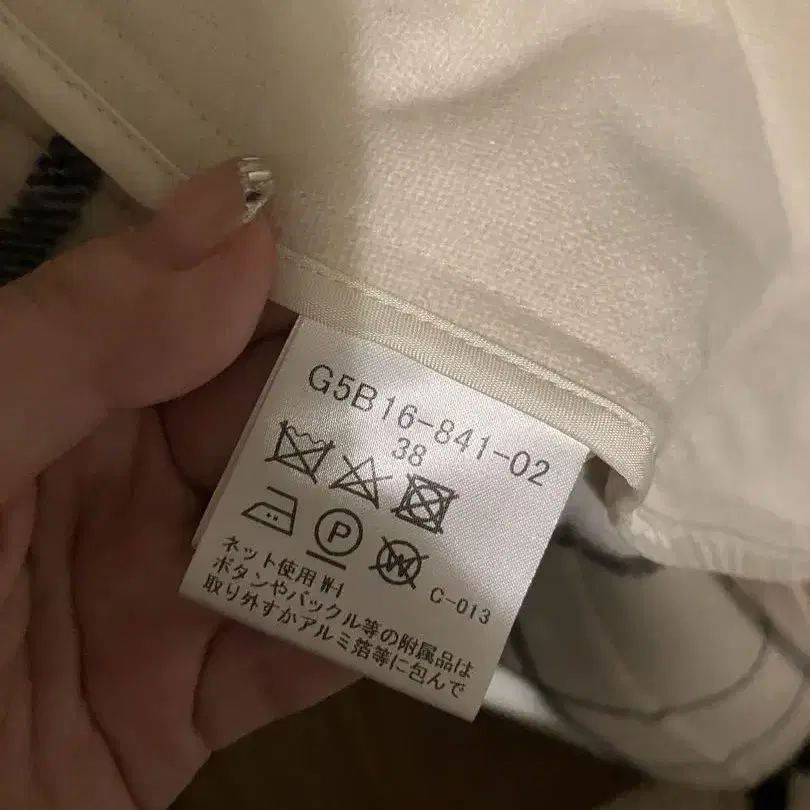 G5B16-841-02
38
P W
C-013
ネット使用 W-1
ボタンやバックル等の附属品は
取り外すかアルミ箔等に包んで